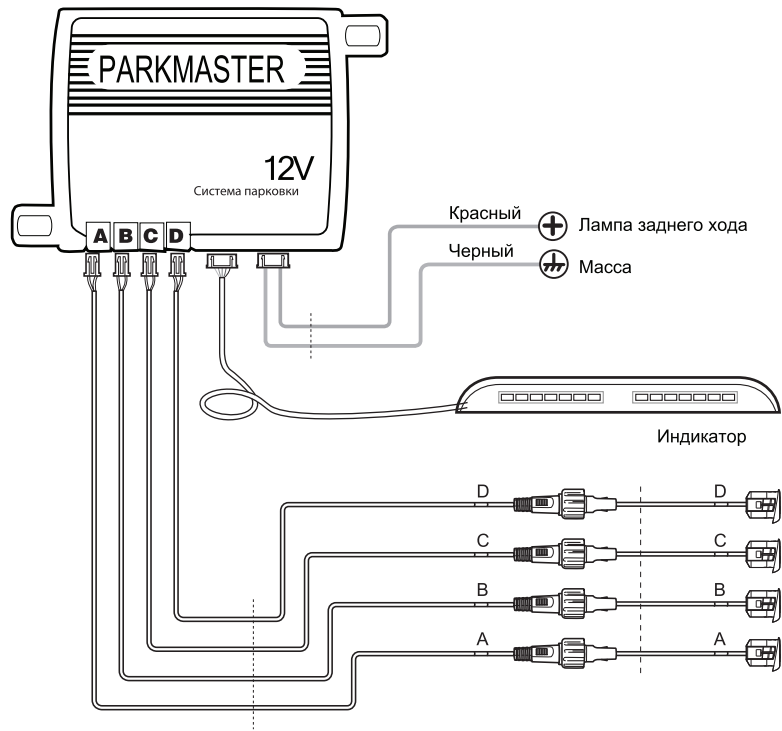 PARKMASTER
12V
Система парковки
A B C D
Красный
Лампа заднего хода
Черный
Масса
Индикатор
D D
C C
B B
A A